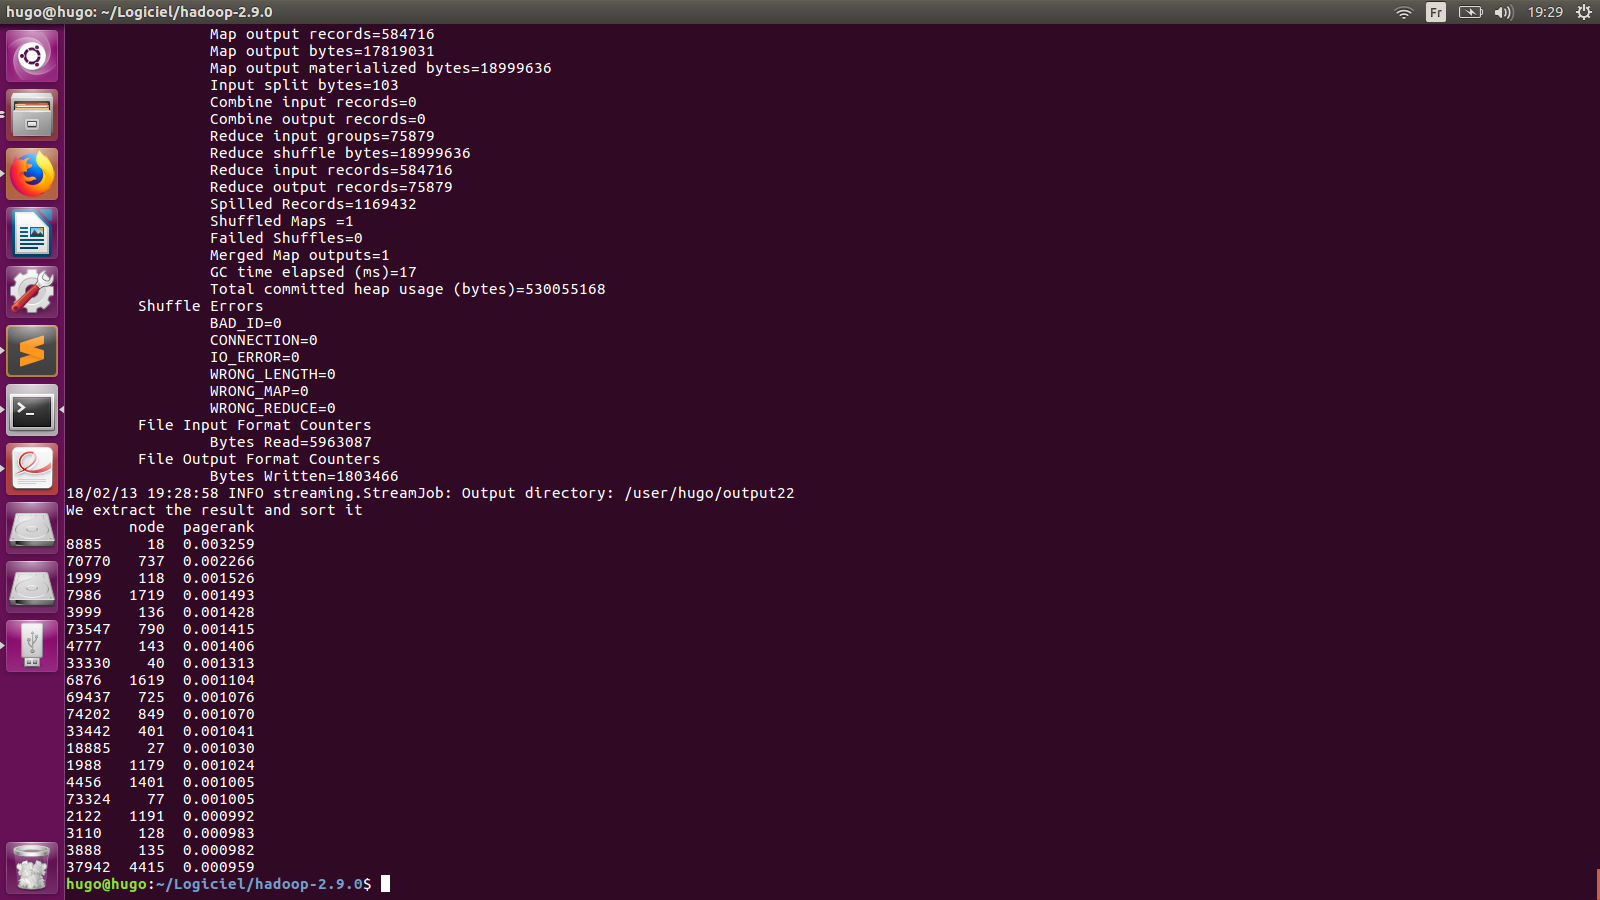 hugo@hugo: ~/Logiciel/hadoop-2.9.0
Fr
19:29
Map output records=584716
Map output bytes=17819031
Map output materialized bytes=18999636
Input split bytes=103
Combine input records=0
Combine output records=0
Reduce input groups=75879
Reduce shuffle bytes=18999636
Reduce input records=584716
Reduce output records=75879
Spilled Records=1169432
Shuffled Maps =1
Failed Shuffles=0
Merged Map outputs=1
GC time elapsed (ms)=17
Total committed heap usage (bytes)=530055168
Shuffle Errors
BAD_ID=0
CONNECTION=0
IO_ERROR=0
WRONG_LENGTH=0
WRONG_MAP=0
WRONG_REDUCE=0
File Input Format Counters
Bytes Read=5963087
File Output Format Counters
Bytes Written=1803466
18/02/13 19:28:58 INFO streaming.StreamJob: Output directory: /user/hugo/output22
We extract the result and sort it
node pagerank
8885 18 0.003259
70770 737 0.002266
1999 118 0.001526
7986 1719 0.001493
3999 136 0.001428
73547 790 0.001415
4777 143 0.001406
33330 40 0.001313
6876 1619 0.001104
69437 725 0.001076
74202 849 0.001070
33442 401 0.001041
18885 27 0.001030
1988 1179 0.001024
4456 1401 0.001005
73324 77 0.001005
2122 1191 0.000992
3110 128 0.000983
3888 135 0.000982
37942 4415 0.000959
hugo@hugo:~/Logiciel/hadoop-2.9.0$